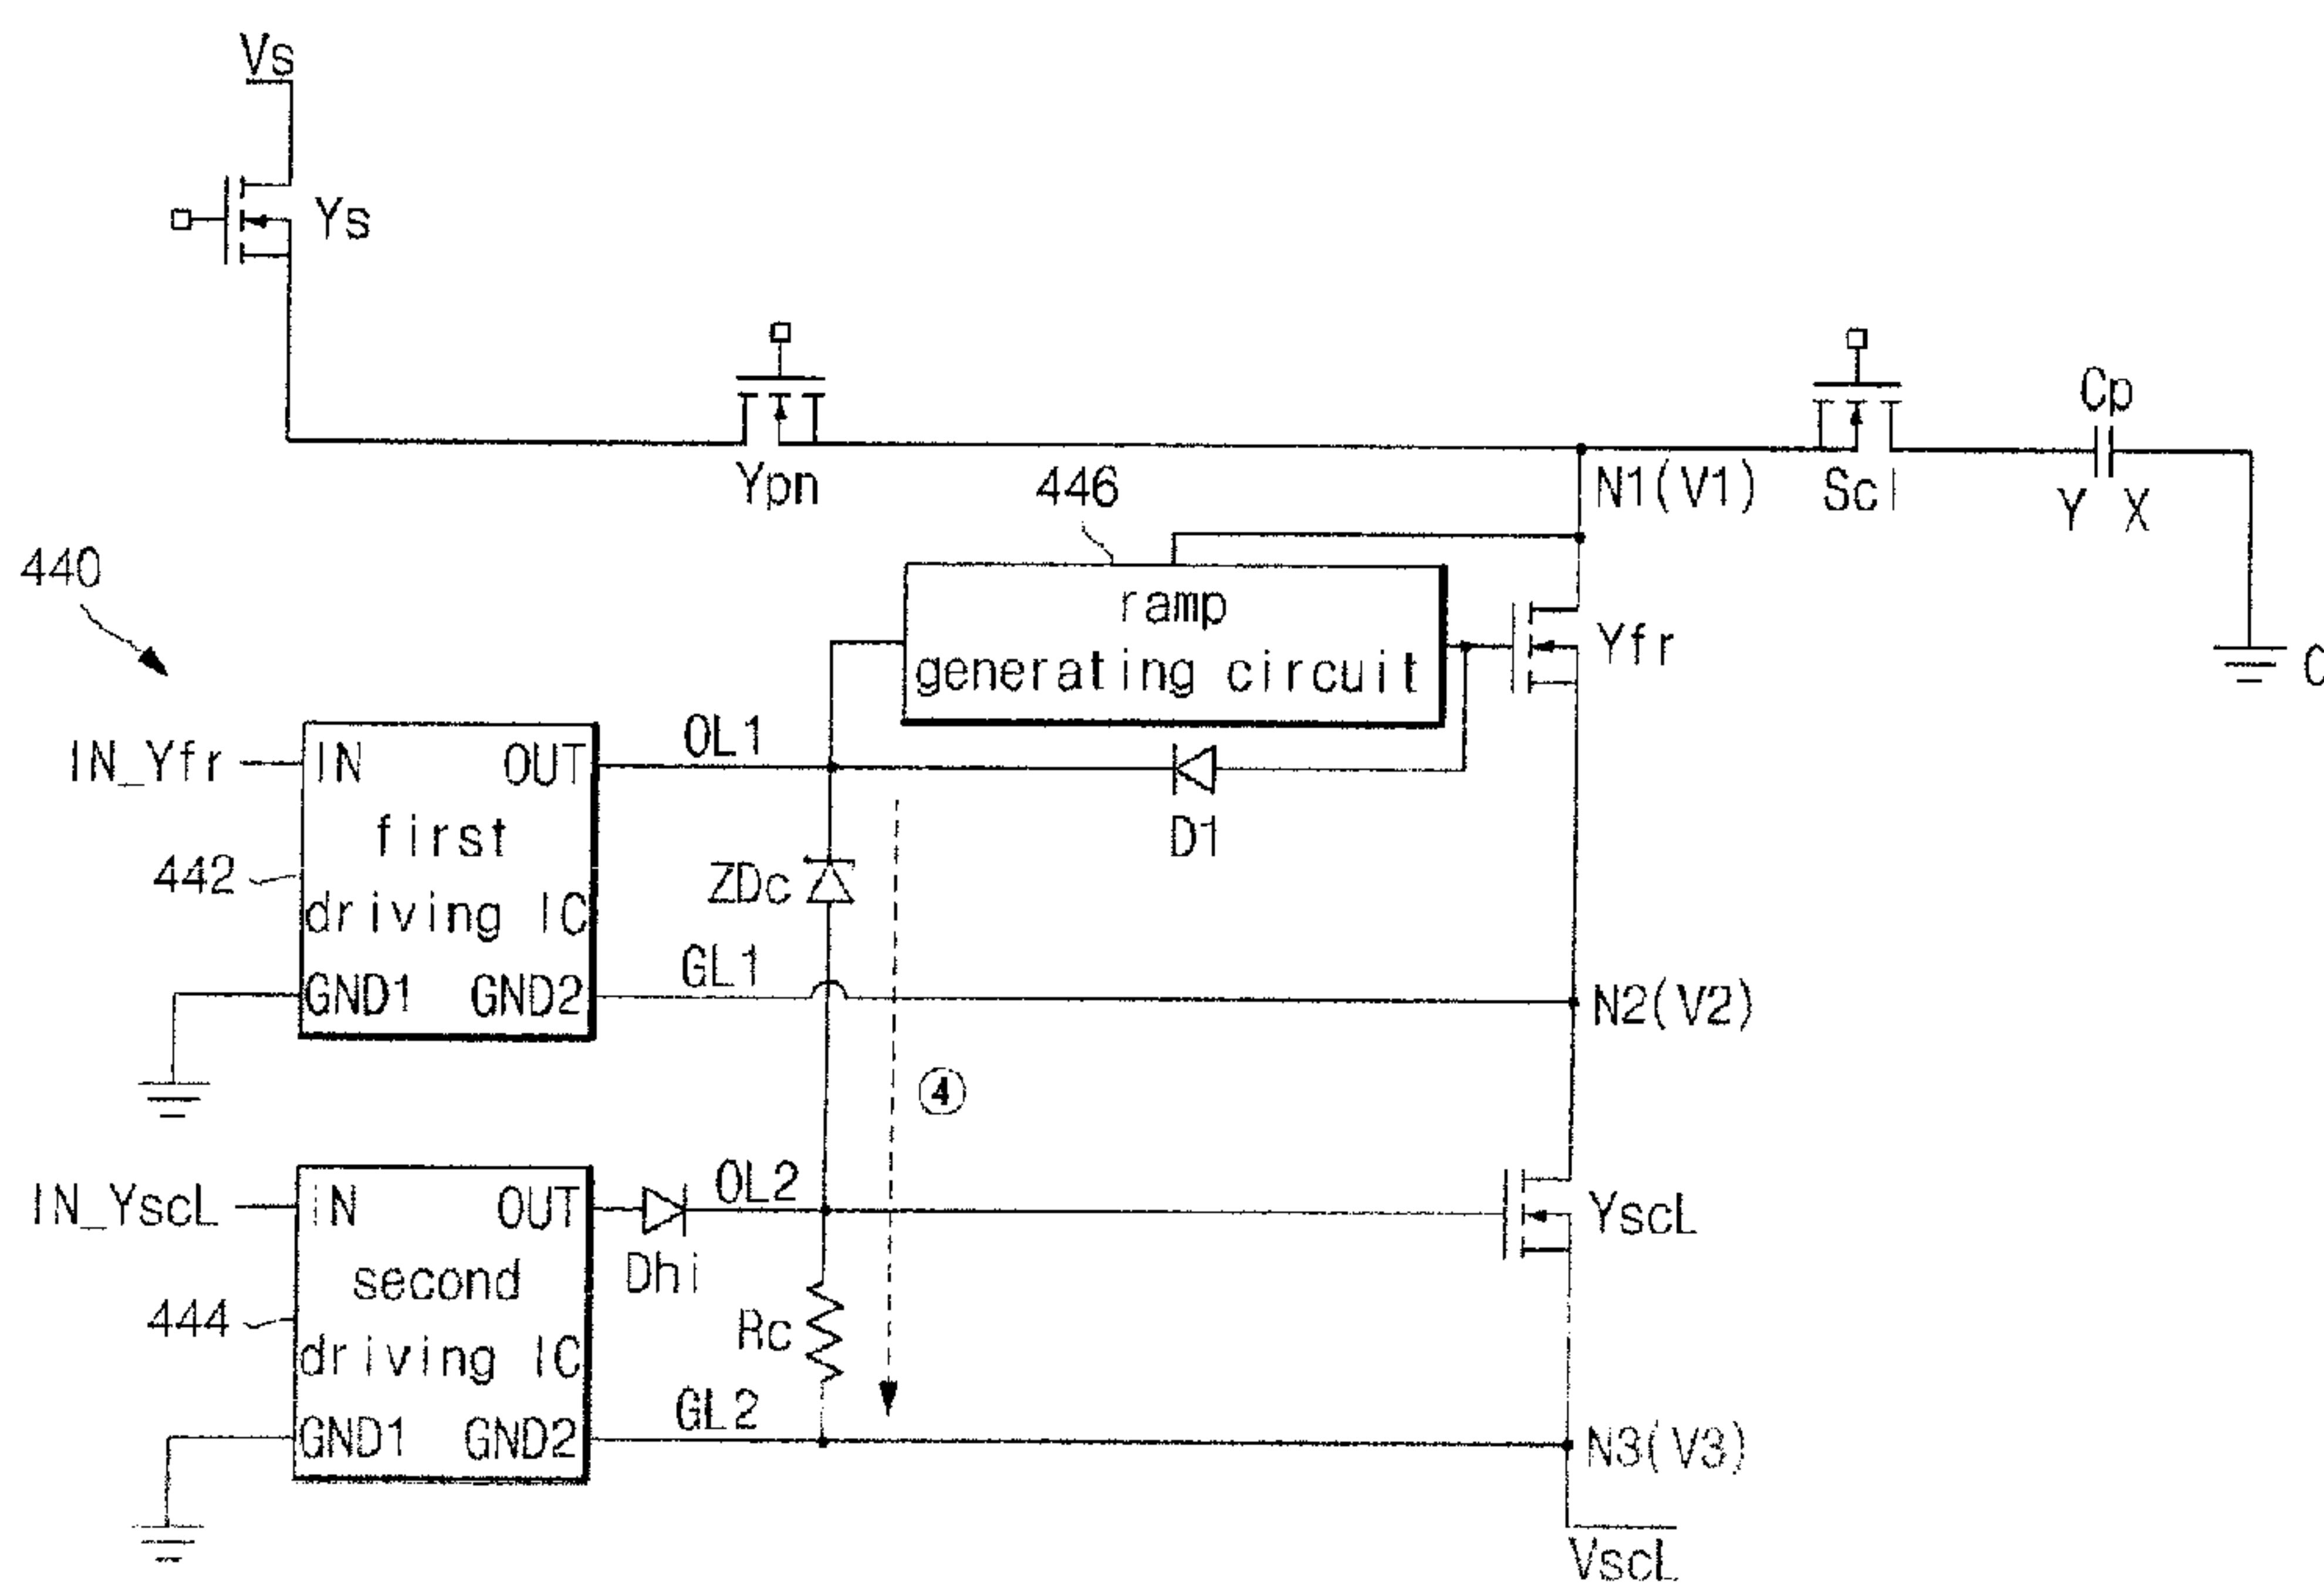 Vs
Ys
Ypn
446
N1(V1)
Scl
Cp
Y X
440
ramp
generating circuit
Yfr
IN_Yfr
IN OUT
first
driving IC
GND1 GND2
442
OL1
D1
ZDc
GL1
N2(V2)
④
IN_YscL
IN OUT
second
driving IC
GND1 GND2
444
Dhi
OL2
YscL
Rc
GL2
N3(V3)
VscL